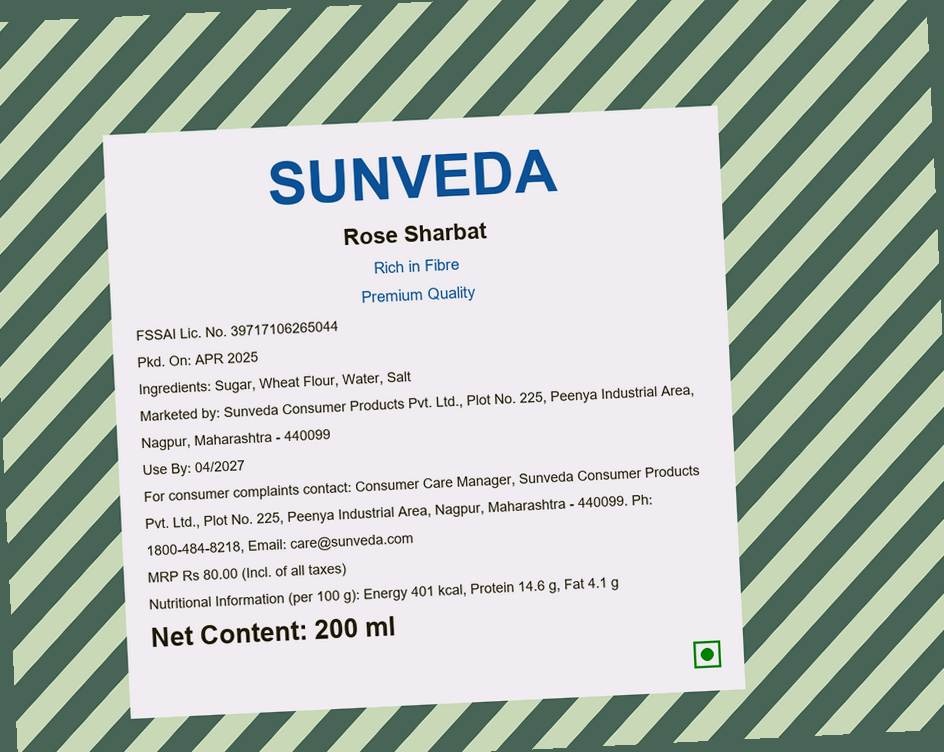 SUNVEDA
Rose Sharbat
Rich in Fibre
Premium Quality
FSSAI Lic. No. 39717106265044
Pkd. On: APR 2025
Ingredients: Sugar, Wheat Flour, Water, Salt
Marketed by: Sunveda Consumer Products Pvt. Ltd., Plot No. 225, Peenya Industrial Area,
Nagpur, Maharashtra - 440099
Use By: 04/2027
For consumer complaints contact: Consumer Care Manager, Sunveda Consumer Products
Pvt. Ltd., Plot No. 225, Peenya Industrial Area, Nagpur, Maharashtra - 440099. Ph:
1800-484-8218, Email: care@sunveda.com
MRP Rs 80.00 (Incl. of all taxes)
Nutritional Information (per 100 g): Energy 401 kcal, Protein 14.6 g, Fat 4.1 g
Net Content: 200 ml